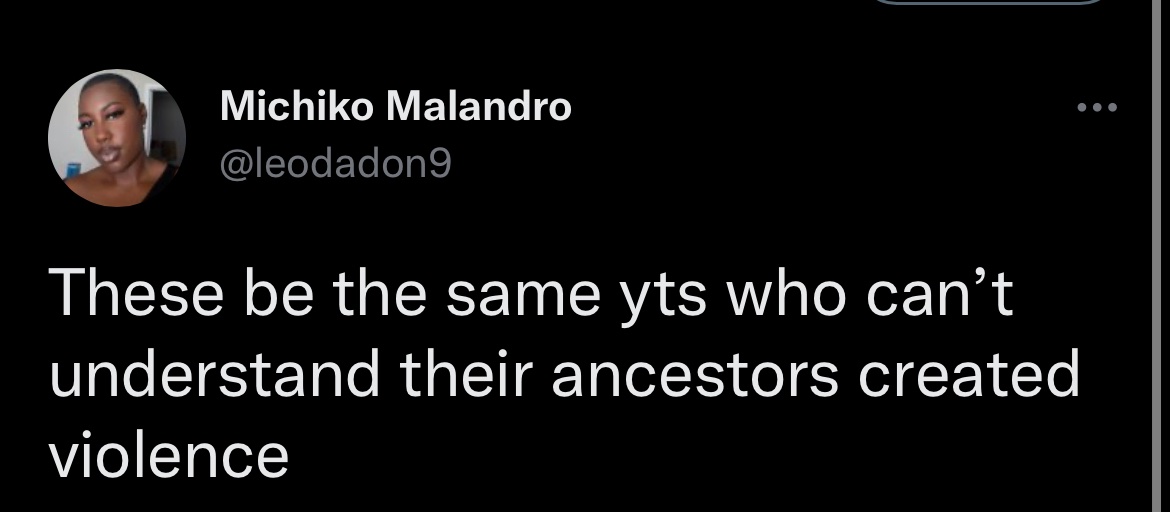 Michiko Malandro
@leodadon9
These be the same yts who can’t
understand their ancestors created
violence